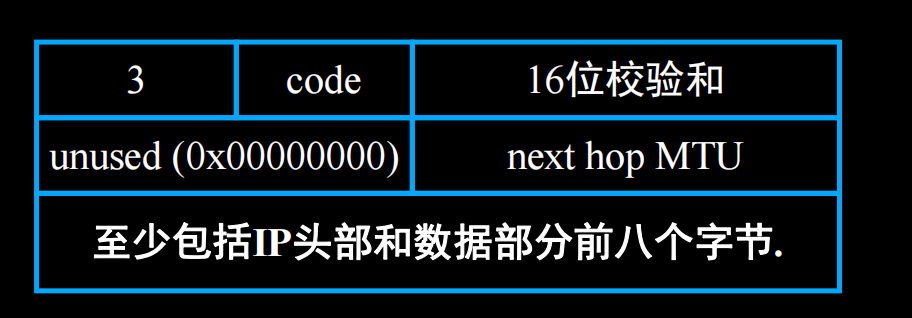 3 code 16位校验和
unused (0x00000000) next hop MTU
至少包括IP头部和数据部分前八个字节.